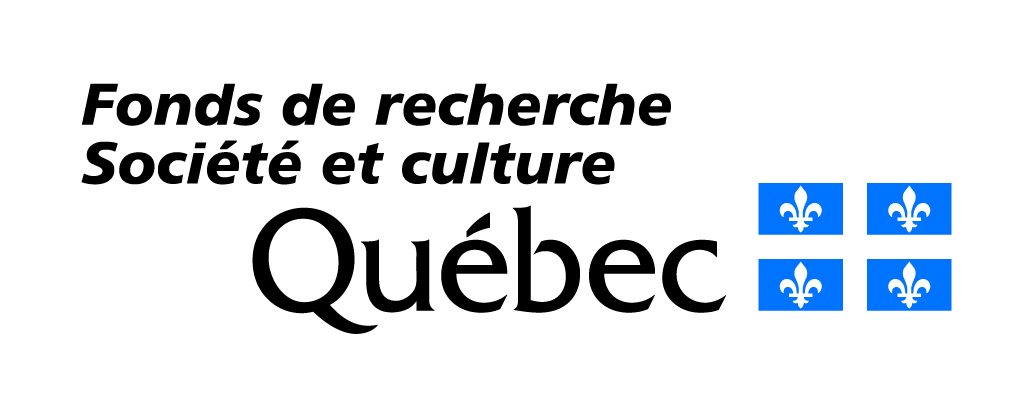 Fonds de recherche
Société et culture
Québec